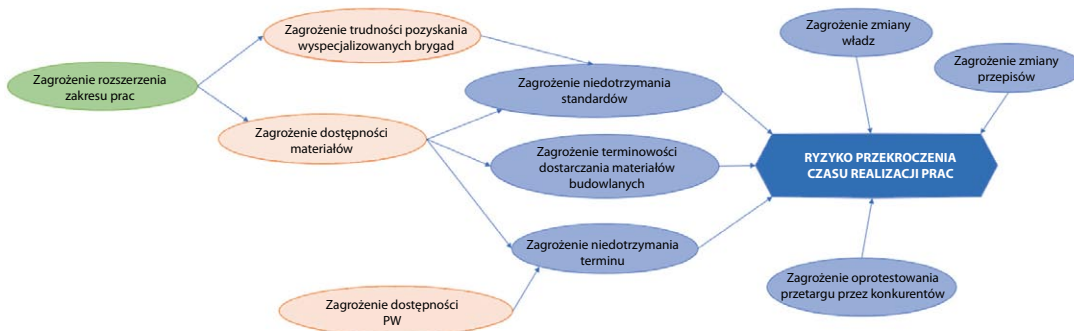 Zagrożenie rozszerzenia
zakresu prac
Zagrożenie trudności pozyskania
wyspecjalizowanych brygad
Zagrożenie dostępności
materiałów
Zagrożenie dostępności
PW
Zagrożenie niedotrzymania
standardów
Zagrożenie terminowości
dostarczania materiałów
budowlanych
Zagrożenie niedotrzymania
terminu
Zagrożenie zmiany
władz
Zagrożenie zmiany
przepisów
RYZYKO PRZEKROCZENIA
CZASU REALIZACJI PRAC
Zagrożenie oprotestowania
przetargu przez konkurentów